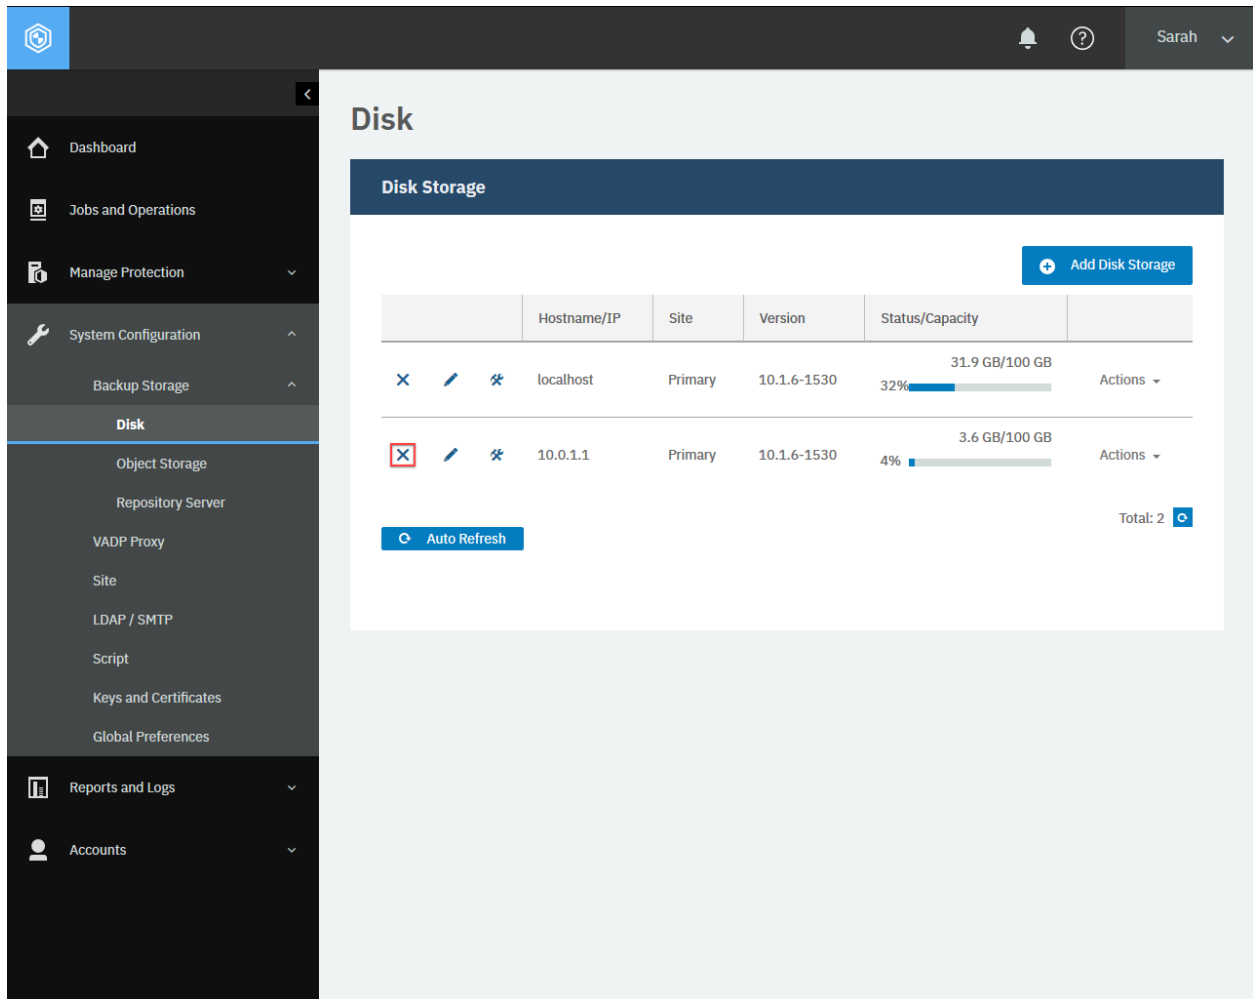 Sarah
Disk
Dashboard
Jobs and Operations
Manage Protection
System Configuration
Backup Storage
Disk
Object Storage
Repository Server
VADP Proxy
Site
LDAP / SMTP
Script
Keys and Certificates
Global Preferences
Reports and Logs
Accounts
Disk Storage
Add Disk Storage
Hostname/IP Site Version Status/Capacity
31.9 GB/100 GB
localhost Primary 10.1.6-1530 32% Actions
3.6 GB/100 GB
10.0.1.1 Primary 10.1.6-1530 4% Actions
Total: 2
Auto Refresh